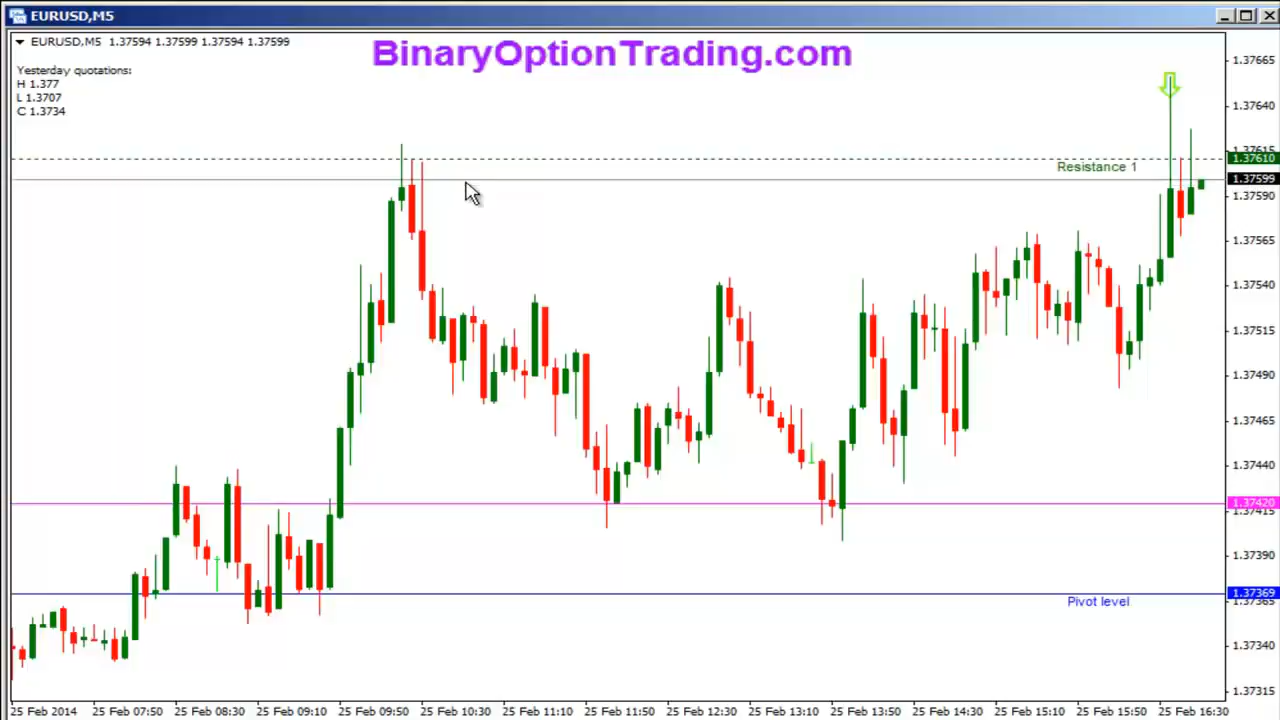 EURUSD,M5
EURUSD,M5 1.37594 1.37599 1.37594 1.37599
BinaryOptionTrading.com
Yesterday quotations:
H 1.377
L 1.3707
C 1.3734
1.37665
1.37640
1.37615
1.37610
Resistance 1
1.37599
1.37590
1.37565
1.37540
1.37515
1.37490
1.37465
1.37440
1.37420
1.37415
1.37390
1.37369
1.37365
Pivot level
1.37340
1.37315
25 Feb 2014 25 Feb 07:50 25 Feb 08:30 25 Feb 09:10 25 Feb 09:50 25 Feb 10:30 25 Feb 11:10 25 Feb 11:50 25 Feb 12:30 25 Feb 13:10 25 Feb 13:50 25 Feb 14:30 25 Feb 15:10 25 Feb 15:50 25 Feb 16:30